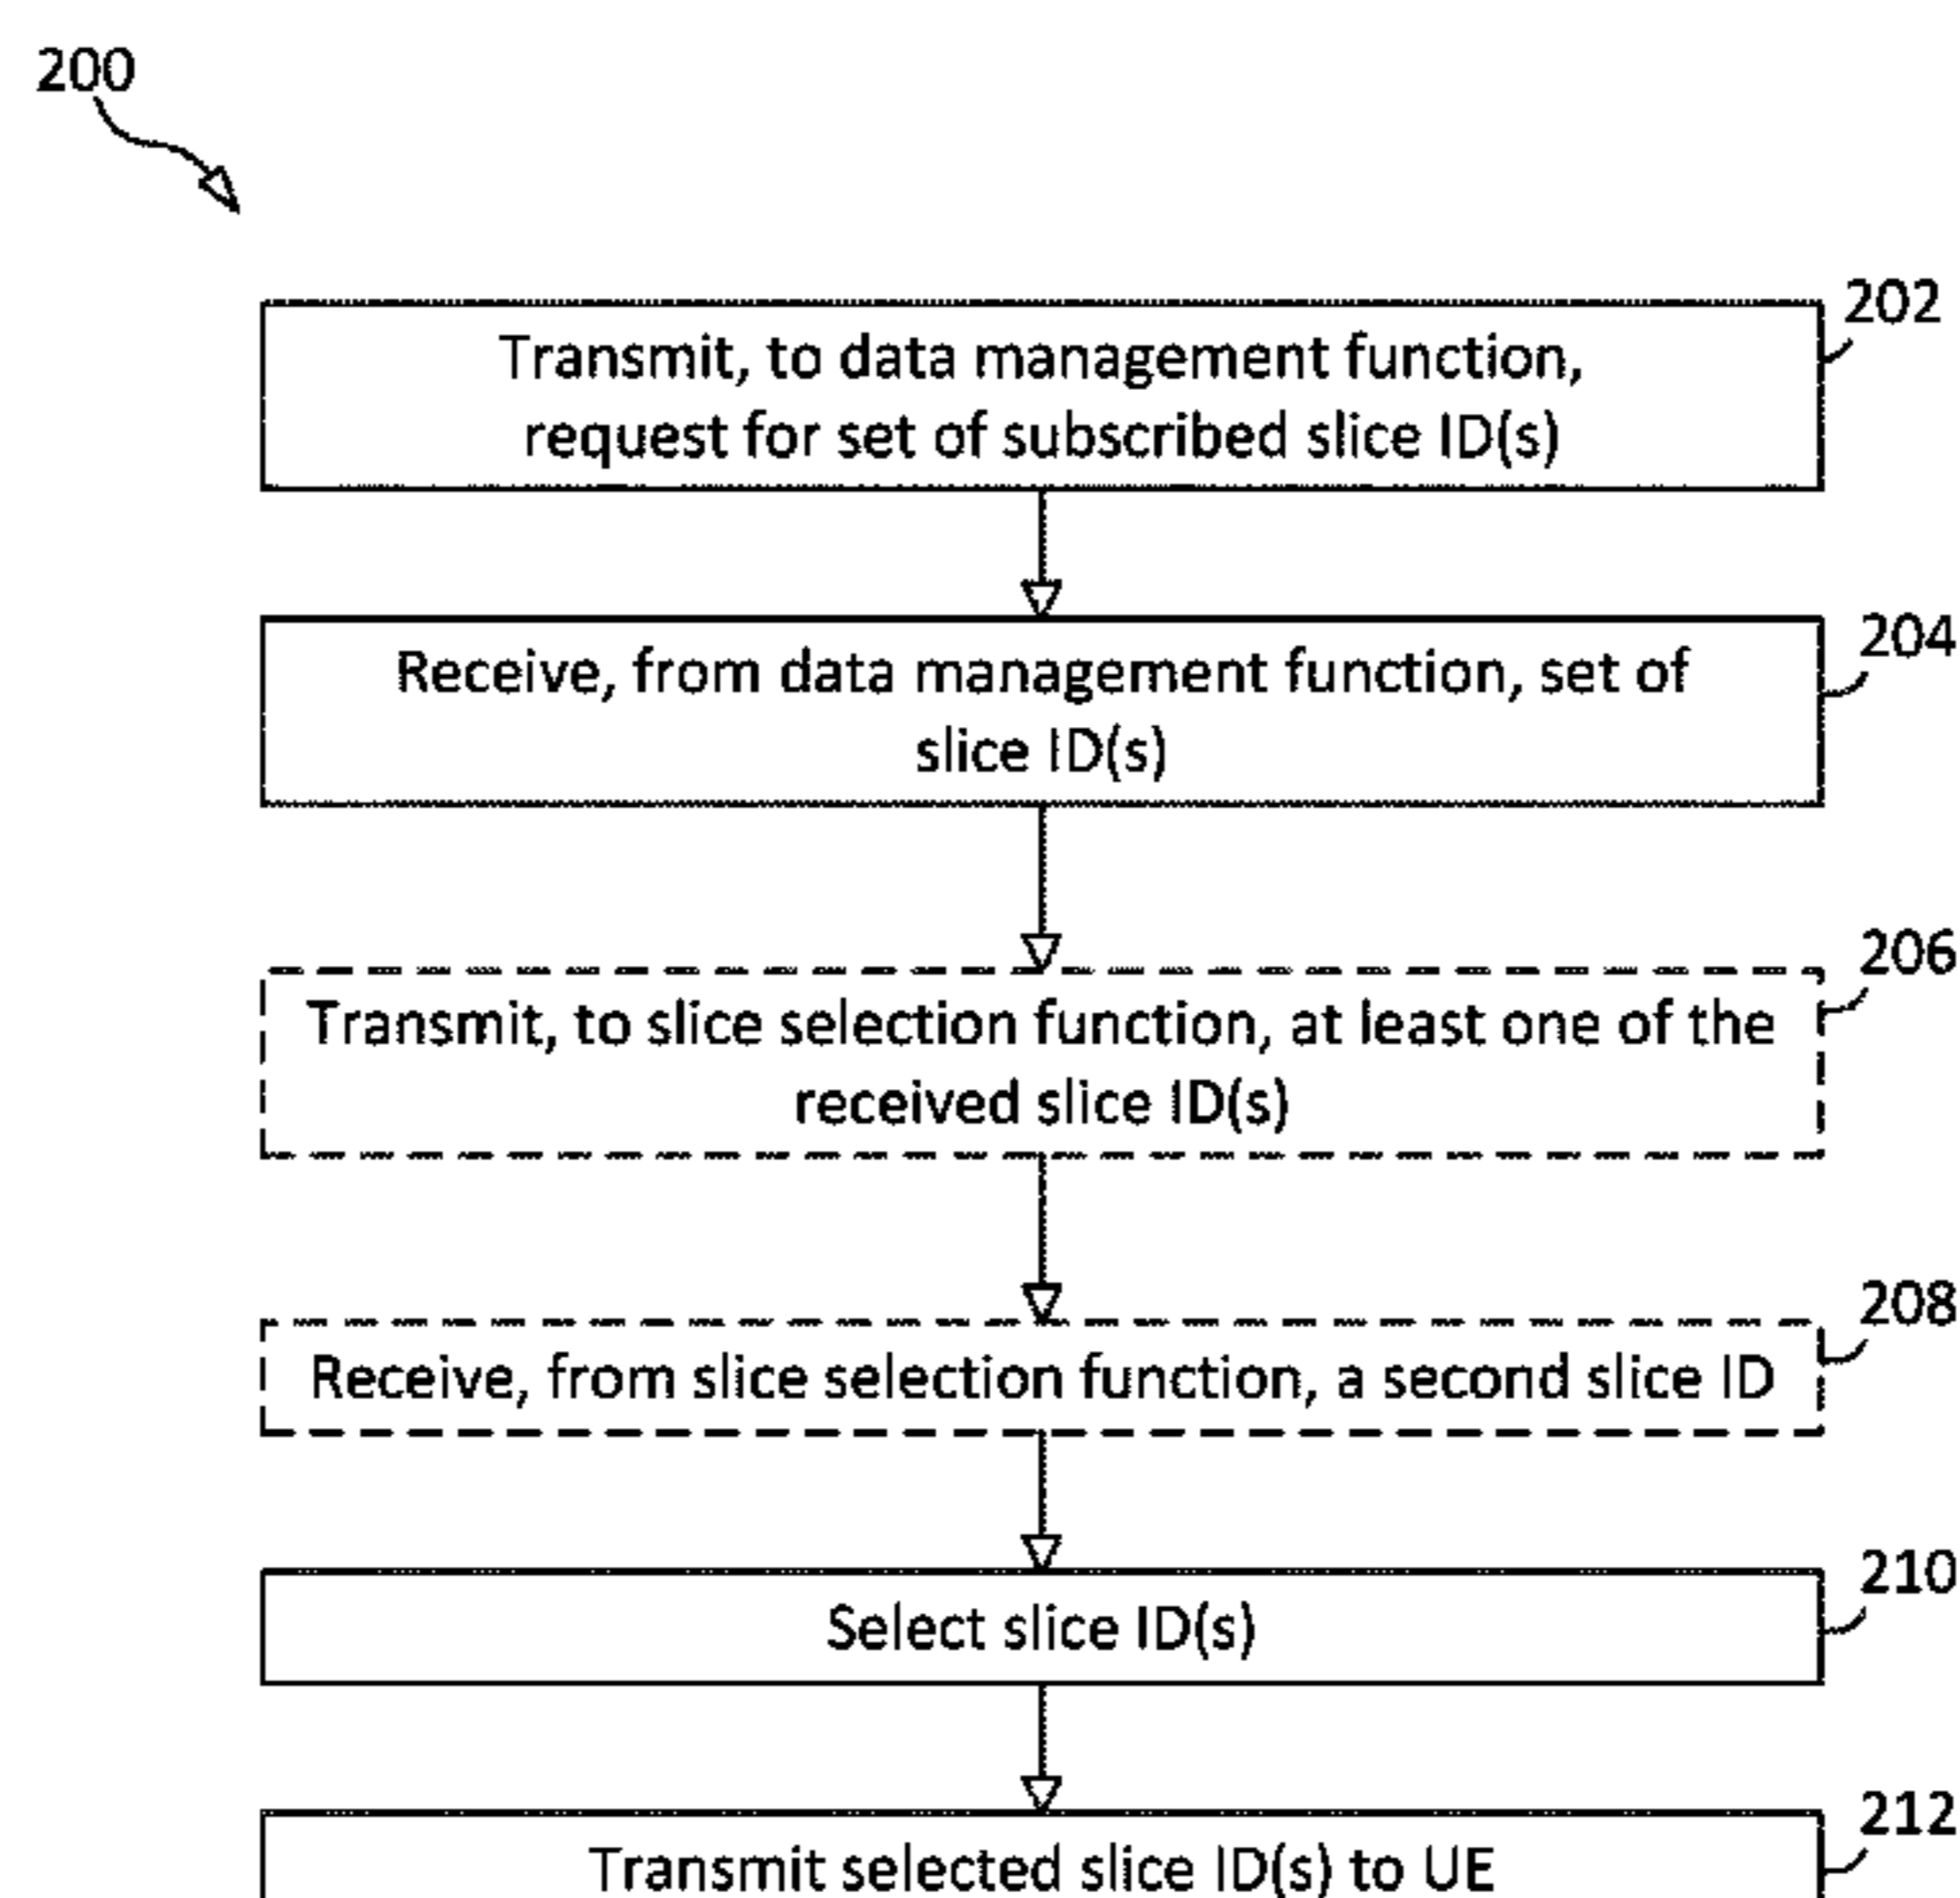 200
202
Transmit, to data management function,
request for set of subscribed slice ID(s)
204
Receive, from data management function, set of
slice ID(s)
206
Transmit, to slice selection function, at least one of the
received slice ID(s)
208
Receive, from slice selection function, a second slice ID
210
Select slice ID(s)
212
Transmit selected slice ID(s) to UE